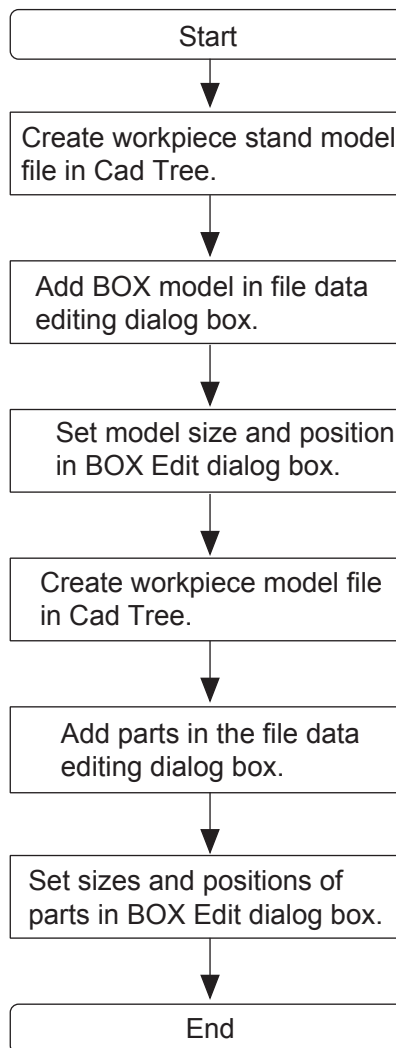 Start
Create workpiece stand model
file in Cad Tree.
Add BOX model in file data
editing dialog box.
Set model size and position
in BOX Edit dialog box.
Create workpiece model file
in Cad Tree.
Add parts in the file data
editing dialog box.
Set sizes and positions of
parts in BOX Edit dialog box.
End